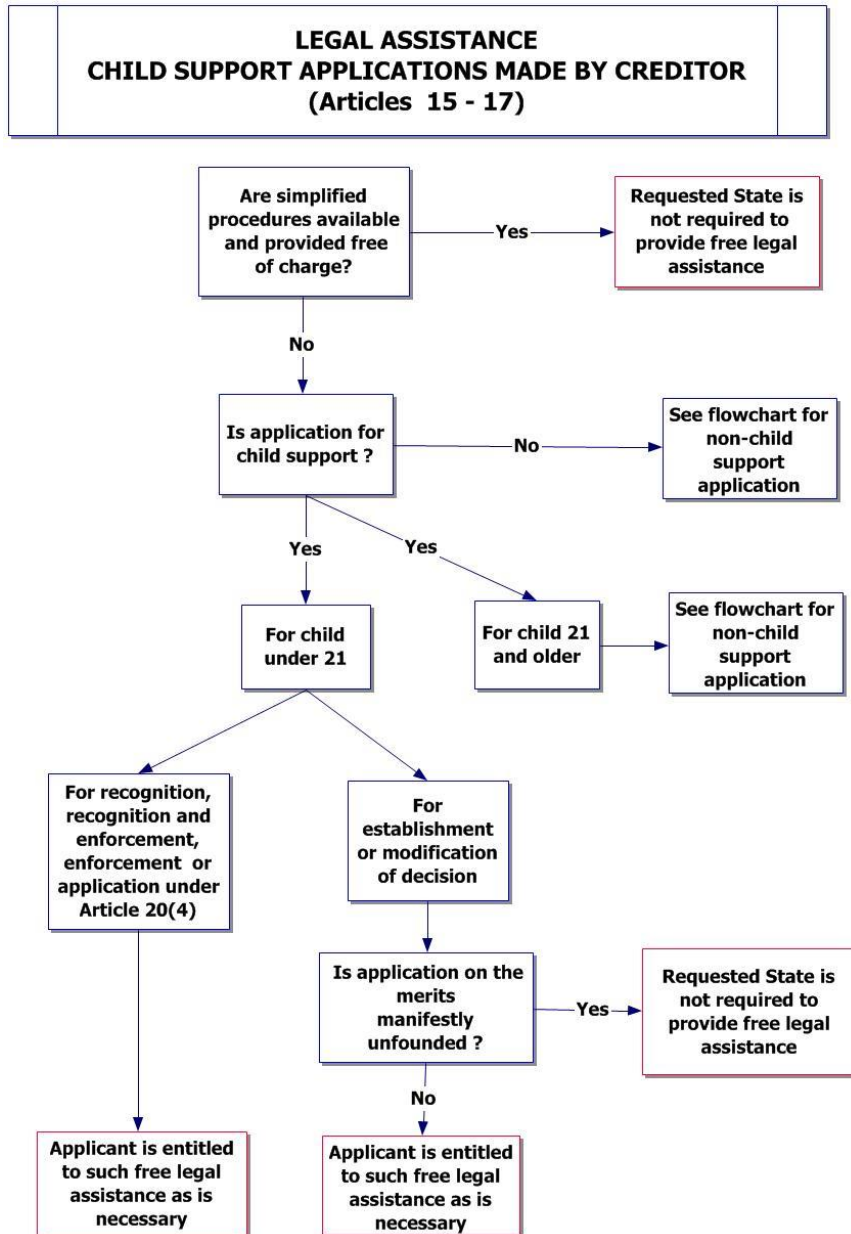 LEGAL ASSISTANCE
CHILD SUPPORT APPLICATIONS MADE BY CREDITOR
(Articles 15 - 17)
Are simplified
procedures available
and provided free
of charge?
Yes
Requested State is
not required to
provide free legal
assistance
No
Is application for
child support ?
No
See flowchart for
non-child
support
application
Yes
Yes
For child
under 21
For child 21
and older
See flowchart for
non-child
support
application
For recognition,
recognition and
enforcement,
enforcement or
application under
Article 20(4)
For
establishment
or modification
of decision
Is application on the
merits
manifestly
unfounded ?
Yes
Requested State is
not required to
provide free legal
assistance
No
Applicant is entitled
to such free legal
assistance as is
necessary
Applicant is entitled
to such free legal
assistance as is
necessary